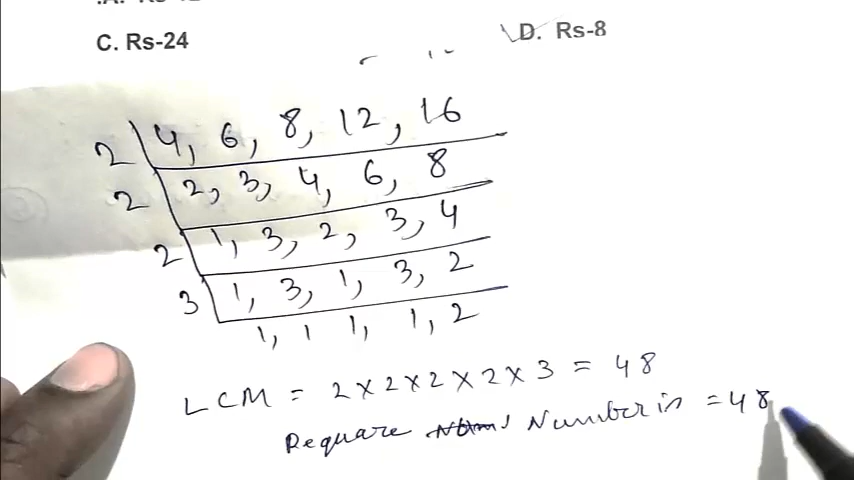 C. Rs-24
D. Rs-8
2 4, 6, 8, 12, 16
2 2, 3, 4, 6, 8
2 1, 3, 2, 3, 4
3 1, 3, 1, 3, 2
1, 1 1, 1, 2
LCM = 2×2×2×2×3 = 48
Requare Number is = 48